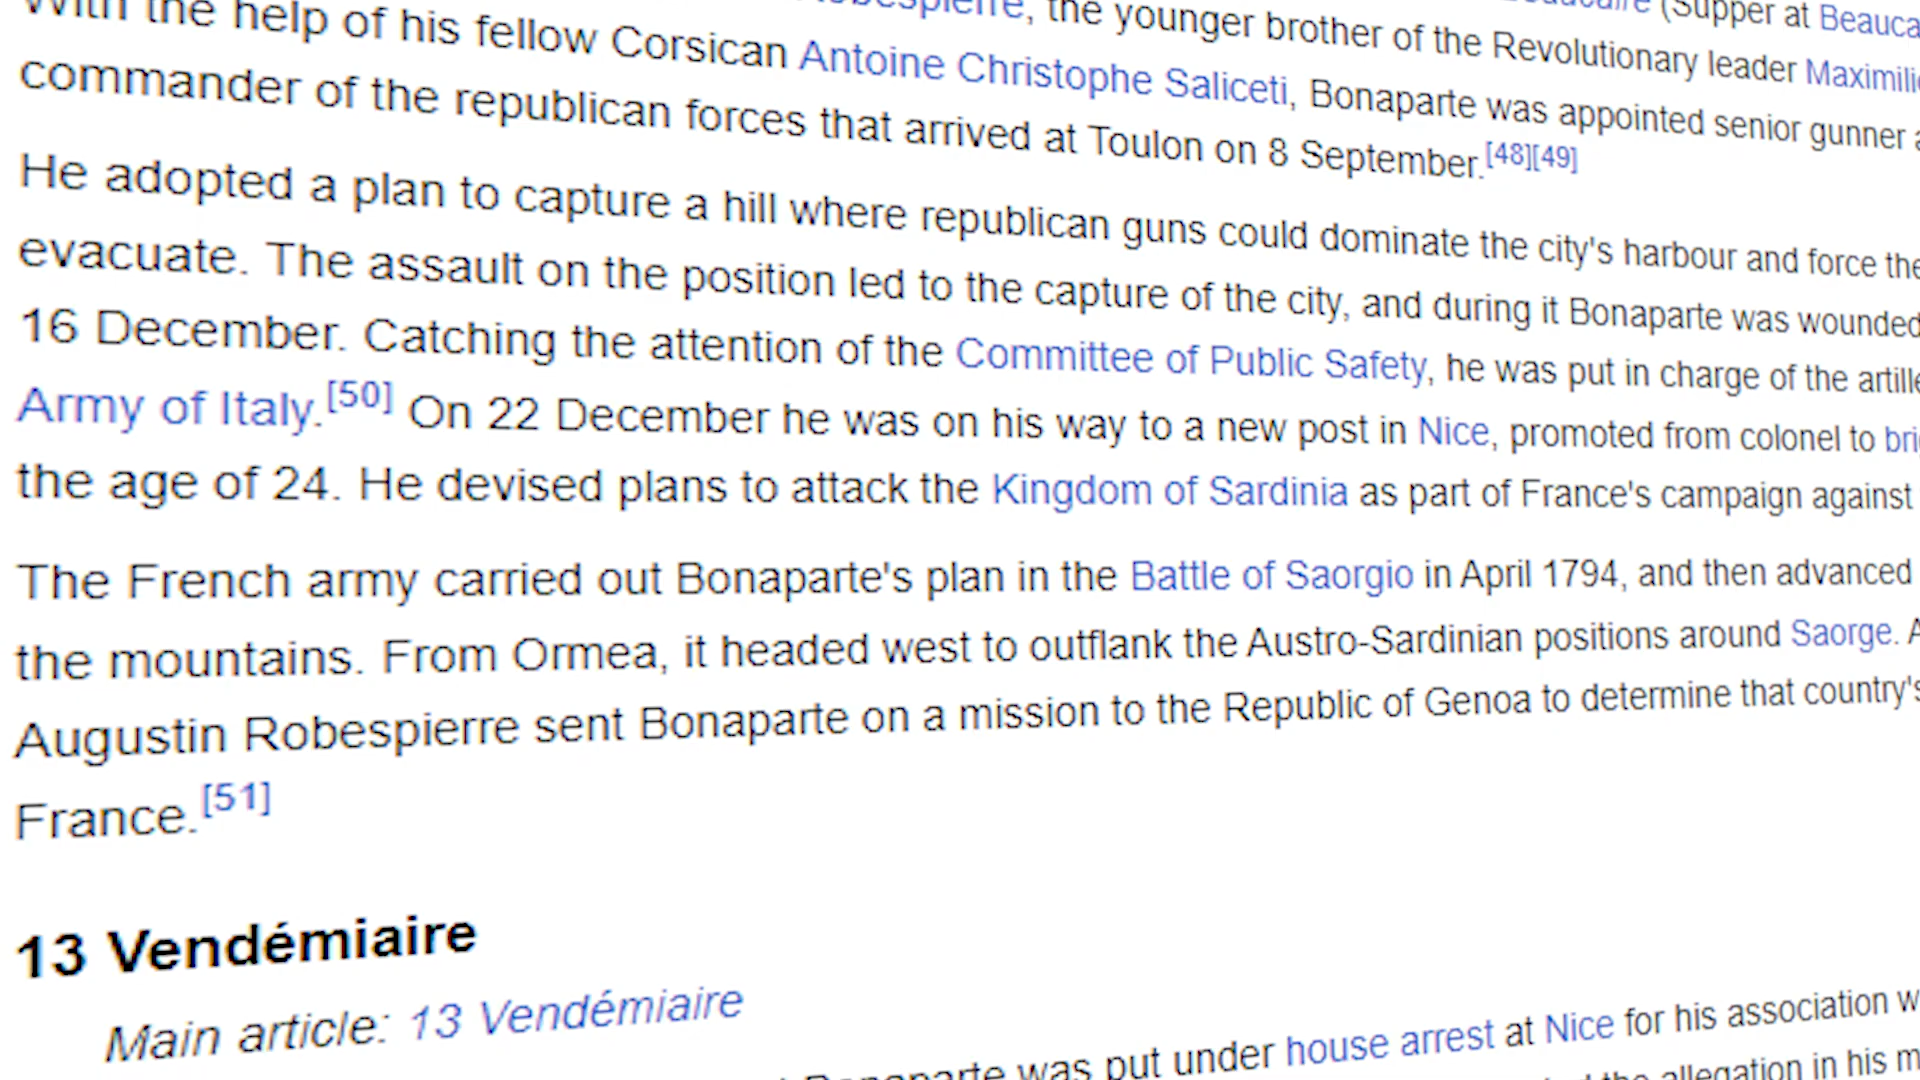 With the help of his fellow Corsican Antoine Christophe Saliceti, Bonaparte was appointed senior gunner
the younger brother of the Revolutionary leader
(Supper at
commander of the republican forces that arrived at Toulon on 8 September.[48][49]
He adopted a plan to capture a hill where republican guns could dominate the city's harbour and force the
evacuate. The assault on the position led to the capture of the city, and during it Bonaparte was wounded
16 December. Catching the attention of the Committee of Public Safety, he was put in charge of the
Army of Italy.[50] On 22 December he was on his way to a new post in Nice, promoted from colonel to
the age of 24. He devised plans to attack the Kingdom of Sardinia as part of France's campaign against
The French army carried out Bonaparte's plan in the Battle of Saorgio in April 1794, and then advanced
the mountains. From Ormea, it headed west to outflank the Austro-Sardinian positions around Saorge.
Augustin Robespierre sent Bonaparte on a mission to the Republic of Genoa to determine that country's
France.[51]
13 Vendémiaire
Main article: 13 Vendémiaire
Bonaparte was put under house arrest at Nice for his association
the allegation in his